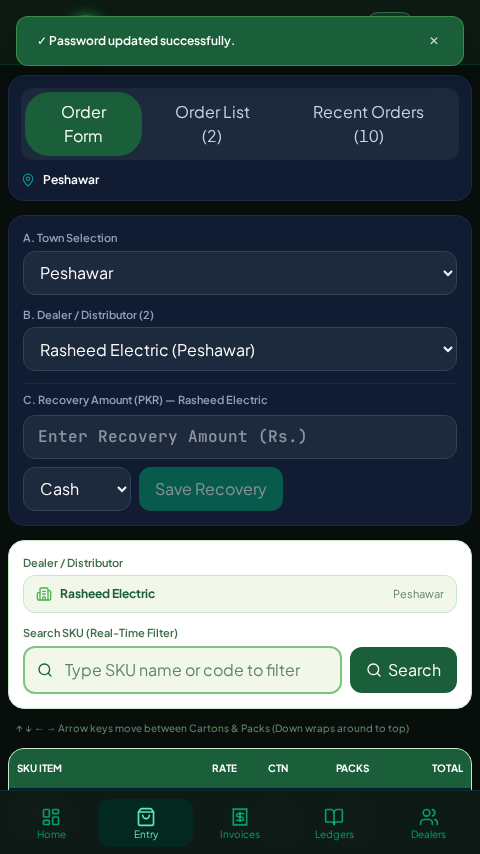 ✓ Password updated successfully. ×
Order Form
Order List (2)
Recent Orders (10)
Peshawar
A. Town Selection
Peshawar
B. Dealer / Distributor (2)
Rasheed Electric (Peshawar)
C. Recovery Amount (PKR) — Rasheed Electric
Enter Recovery Amount (Rs.)
Cash
Save Recovery
Dealer / Distributor
Rasheed Electric
Peshawar
Search SKU (Real-Time Filter)
Type SKU name or code to filter
Search
↑ ↓ ← → Arrow keys move between Cartons & Packs (Down wraps around to top)
SKU ITEM RATE CTN PACKS TOTAL
Home Entry Invoices Ledgers Dealers